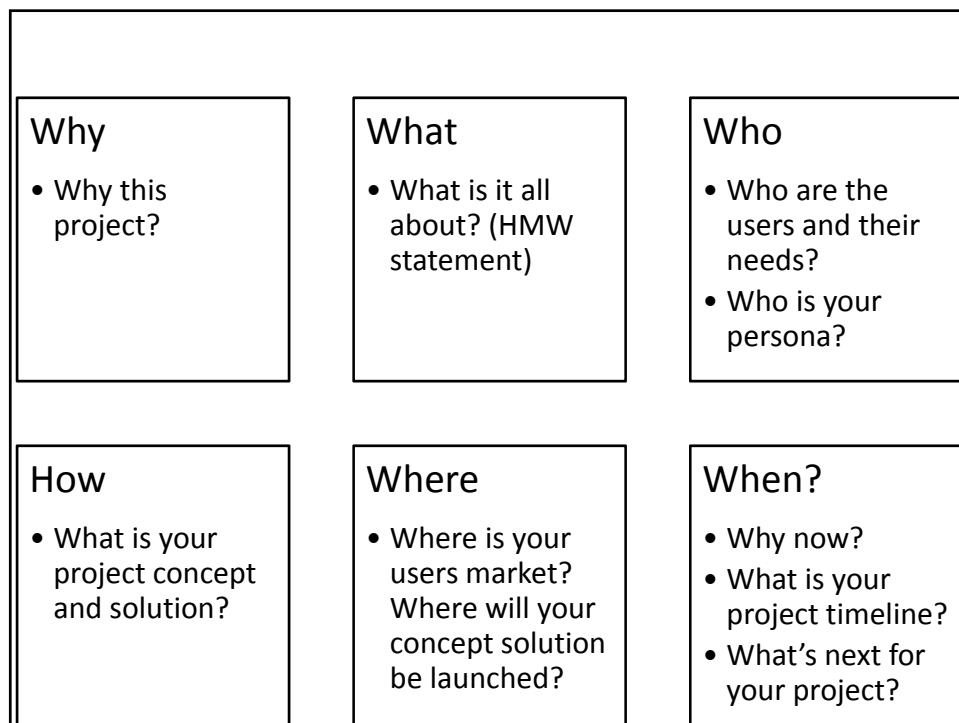 Why
• Why this
project?
What
• What is it all
about? (HMW
statement)
Who
• Who are the
users and their
needs?
• Who is your
persona?
How
• What is your
project concept
and solution?
Where
• Where is your
users market?
Where will your
concept solution
be launched?
When?
• Why now?
• What is your
project timeline?
• What’s next for
your project?